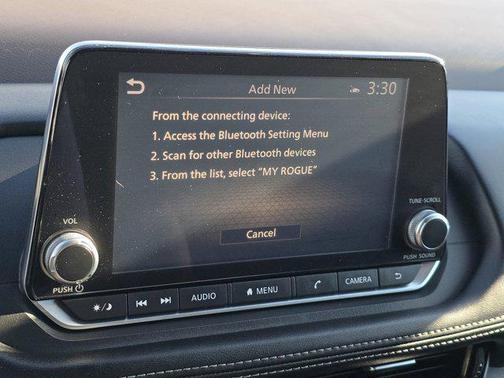 Add New
3:30
From the connecting device:
1. Access the Bluetooth Setting Menu
2. Scan for other Bluetooth devices
3. From the list, select "MY ROGUE"
Cancel
VOL
PUSH
TUNE-SCROLL
PUSH SOUND
AUDIO
MENU
CAMERA